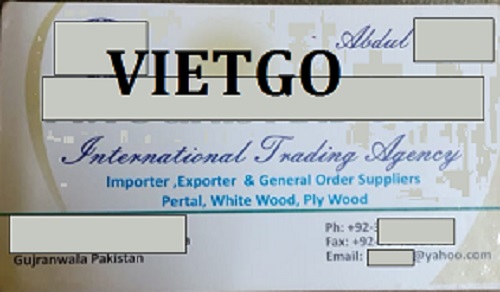 Abdul
VIETGO
International Trading Agency
Importer ,Exporter & General Order Suppliers
Pertal, White Wood, Ply Wood
Ph: +92-3
Fax: +92-
Email: @yahoo.com
Gujranwala Pakistan